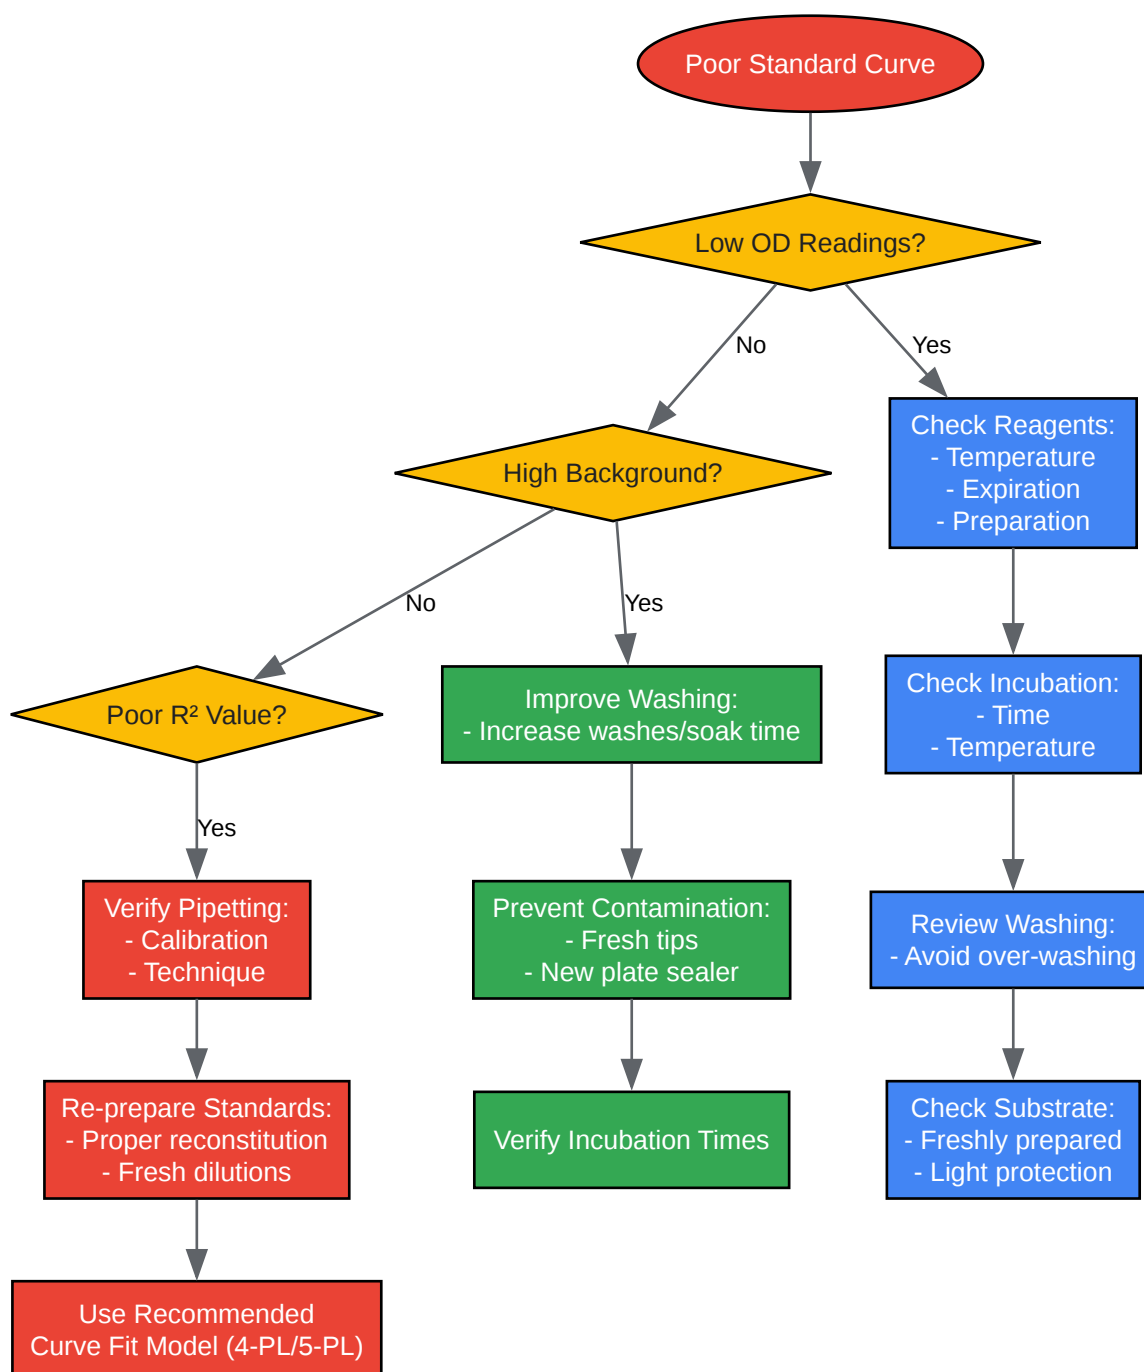 Poor Standard Curve
Low OD Readings?
No
Yes
Check Reagents:
- Temperature
- Expiration
- Preparation
High Background?
No
Yes
Check Incubation:
- Time
- Temperature
Improve Washing:
- Increase washes/soak time
Poor R² Value?
Yes
Verify Pipetting:
- Calibration
- Technique
Prevent Contamination:
- Fresh tips
- New plate sealer
Review Washing:
- Avoid over-washing
Re-prepare Standards:
- Proper reconstitution
- Fresh dilutions
Verify Incubation Times
Check Substrate:
- Freshly prepared
- Light protection
Use Recommended
Curve Fit Model (4-PL/5-PL)